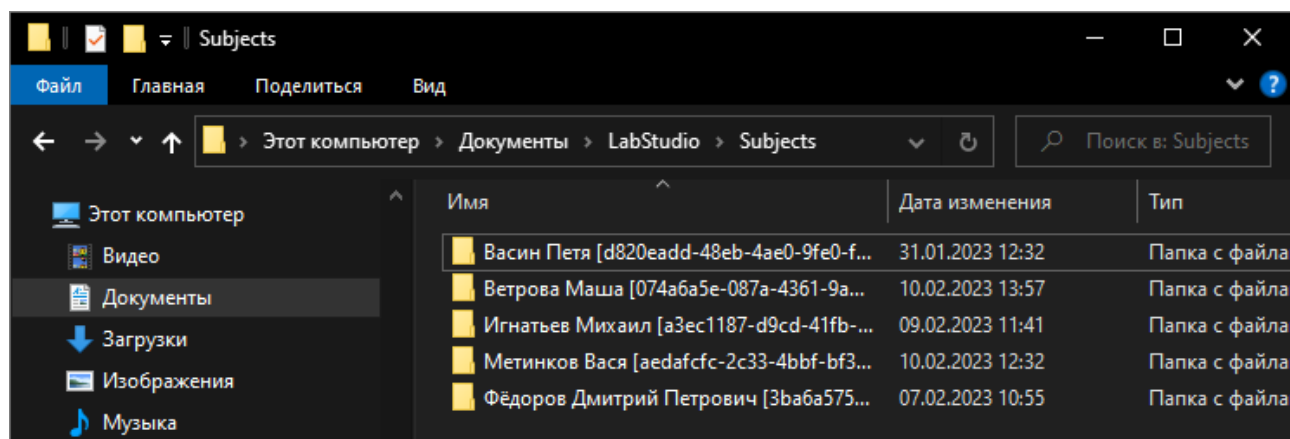 Subjects
Файл Главная Поделиться Вид
Этот компьютер › Документы › LabStudio › Subjects Поиск в: Subjects
Имя Дата изменения Тип
Этот компьютер
Видео
Документы
Загрузки
Изображения
Музыка
Васин Петя [d820eadd-48eb-4ae0-9fe0-f... 31.01.2023 12:32 Папка с файла
Ветрова Маша [074a6a5e-087a-4361-9a... 10.02.2023 13:57 Папка с файла
Игнатьев Михаил [a3ec1187-d9cd-41fb-... 09.02.2023 11:41 Папка с файла
Метинков Вася [aedafcfc-2c33-4bbf-bf3... 10.02.2023 12:32 Папка с файла
Фёдоров Дмитрий Петрович [3ba6a575... 07.02.2023 10:55 Папка с файла